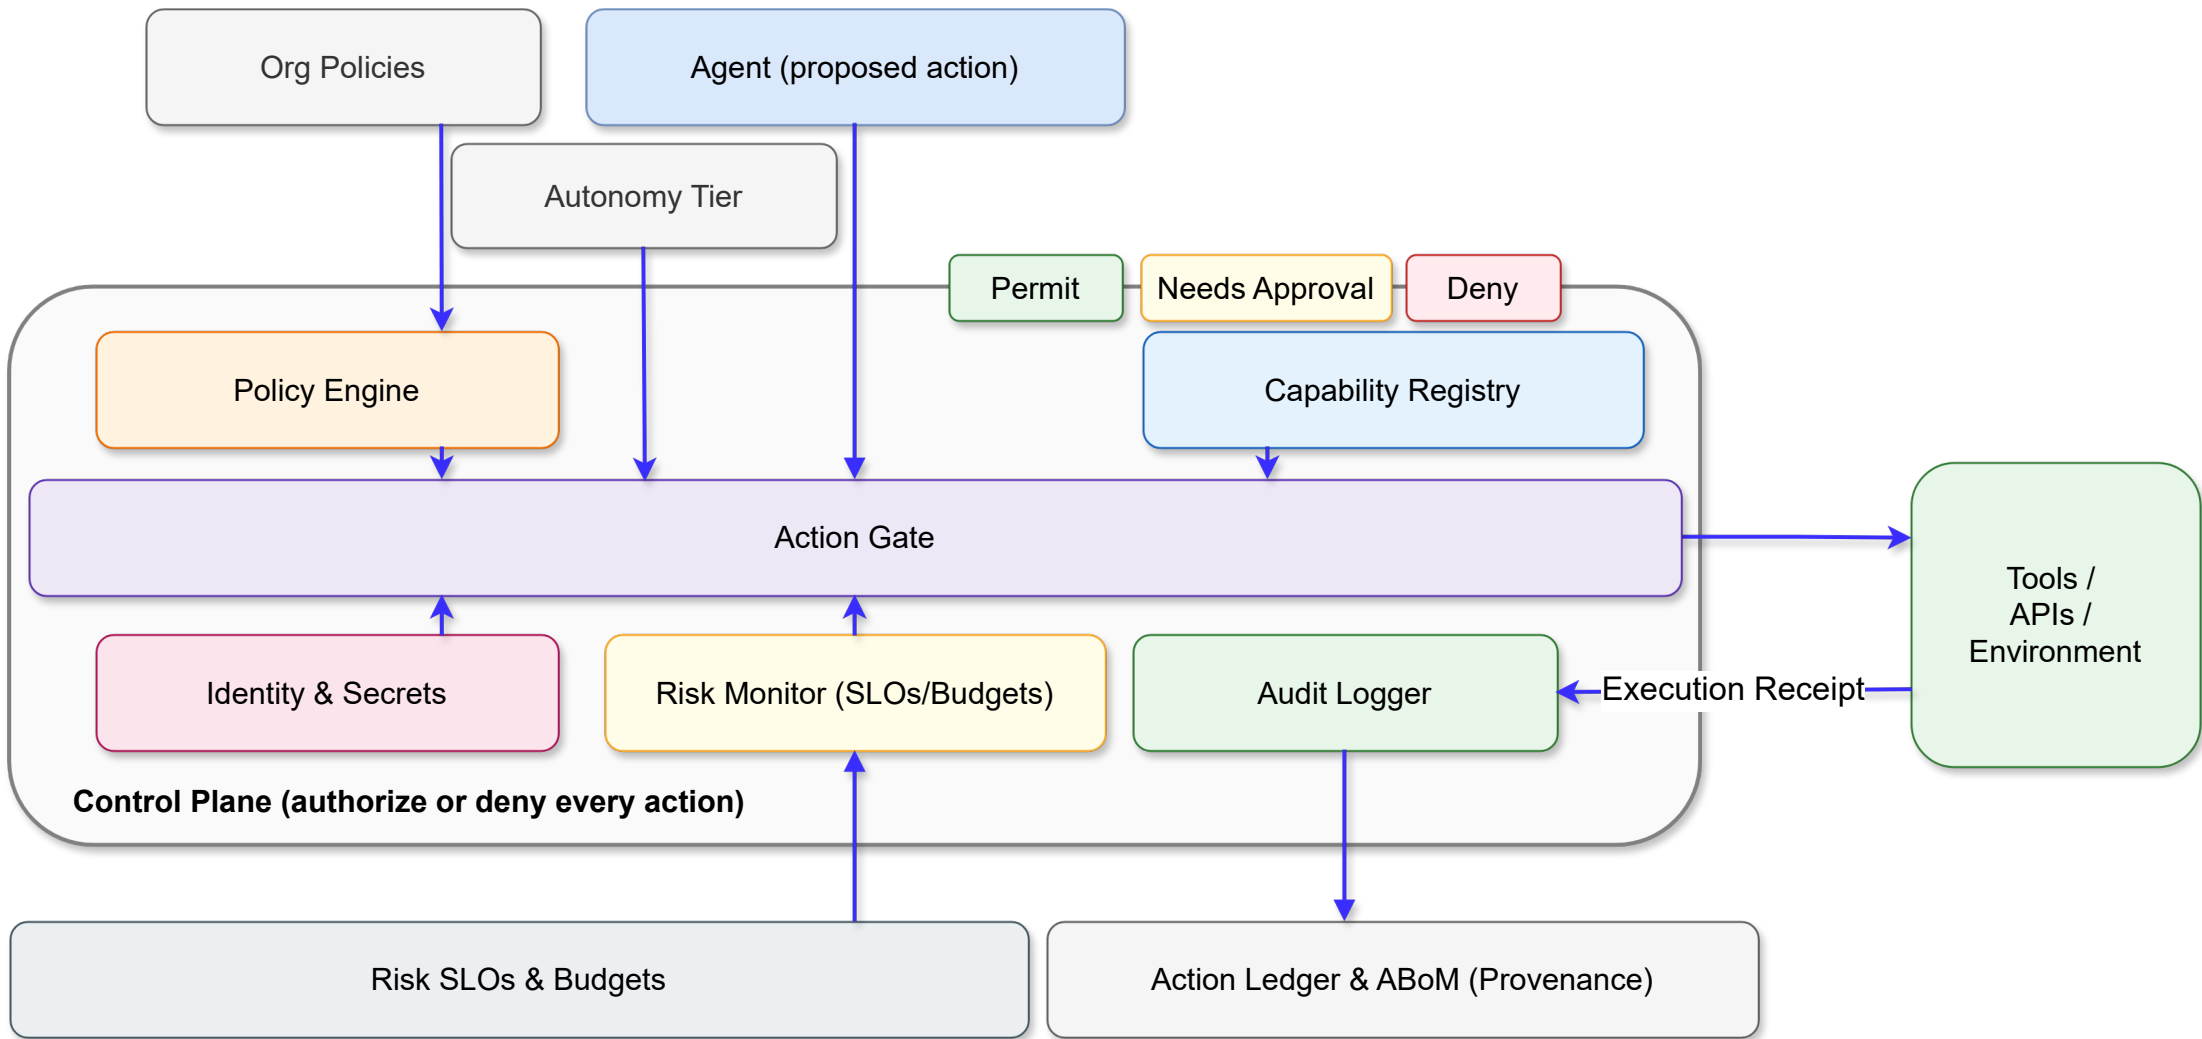 Org Policies
Agent (proposed action)
Autonomy Tier
Permit
Needs Approval
Deny
Policy Engine
Capability Registry
Action Gate
Tools /
APIs /
Environment
Identity & Secrets
Risk Monitor (SLOs/Budgets)
Audit Logger
Execution Receipt
Control Plane (authorize or deny every action)
Risk SLOs & Budgets
Action Ledger & ABoM (Provenance)